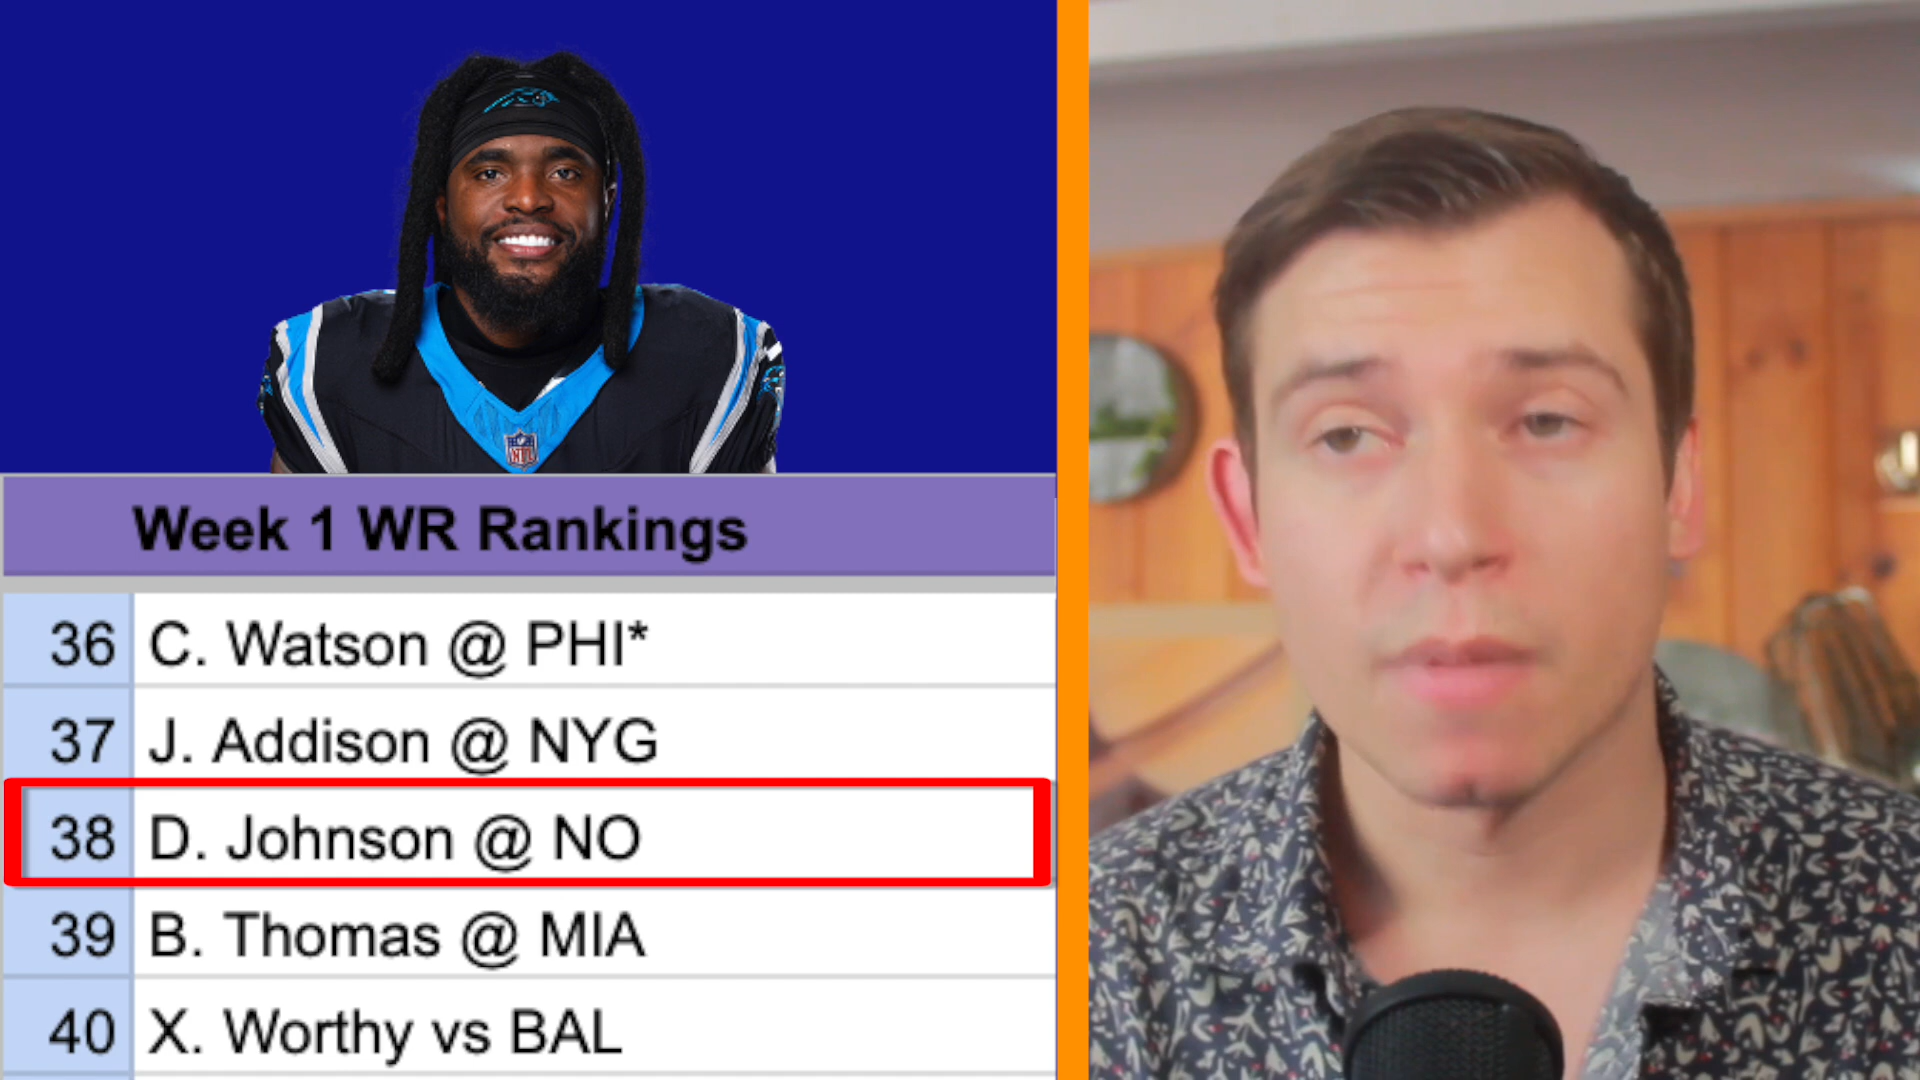 NFL
Week 1 WR Rankings
36 C. Watson @ PHI*
37 J. Addison @ NYG
38 D. Johnson @ NO
39 B. Thomas @ MIA
40 X. Worthy vs BAL